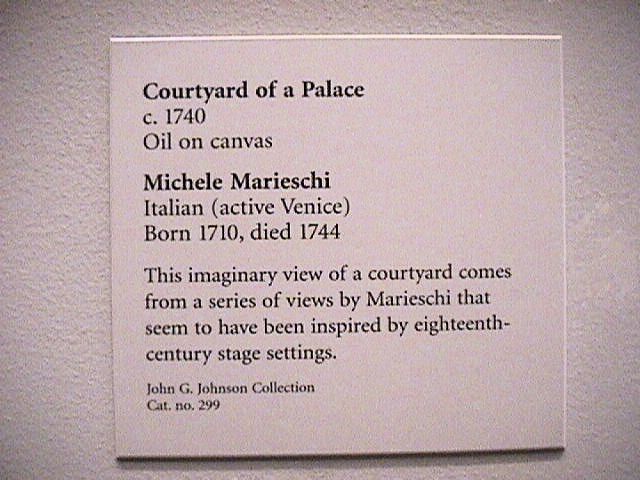 Courtyard of a Palace
c. 1740
Oil on canvas
Michele Marieschi
Italian (active Venice)
Born 1710, died 1744
This imaginary view of a courtyard comes
from a series of views by Marieschi that
seem to have been inspired by eighteenth-
century stage settings.
John G. Johnson Collection
Cat. no. 299